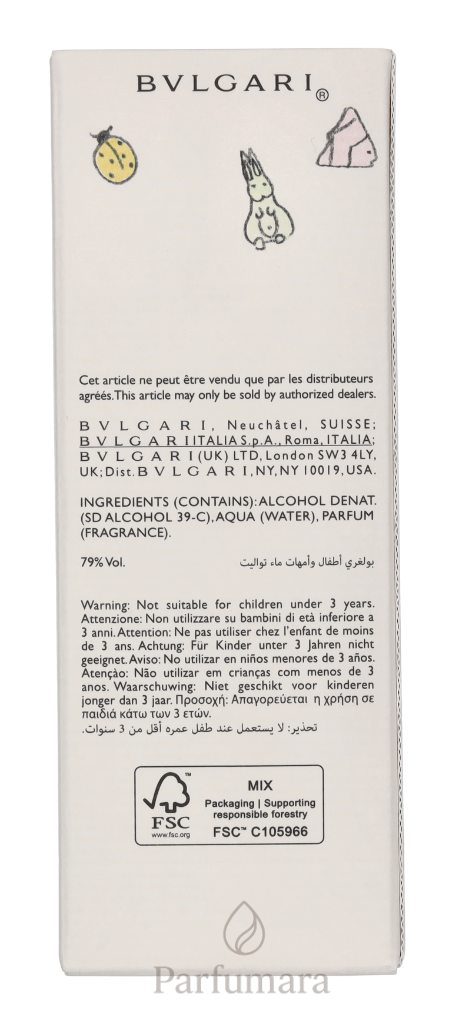 BVLGARI®
Cet article ne peut être vendu que par les distributeurs
agréés. This article may only be sold by authorized dealers.
BVLGARI, Neuchâtel, SUISSE;
BVLGARI ITALIA S.p.A., Roma, ITALIA;
BVLGARI (UK) LTD, London SW3 4LY,
UK; Dist. BVLGARI, NY, NY 10019, USA.
INGREDIENTS (CONTAINS): ALCOHOL DENAT.
(SD ALCOHOL 39-C), AQUA (WATER), PARFUM
(FRAGRANCE).
79% Vol.
بولغري أطفال وأمهات ماء تواليت
Warning: Not suitable for children under 3 years.
Attenzione: Non utilizzare su bambini di età inferiore a
3 anni. Attention: Ne pas utiliser chez l'enfant de moins
de 3 ans. Achtung: Für Kinder unter 3 Jahren nicht
geeignet. Aviso: No utilizar en niños menores de 3 años.
Atençào: Não utilizar em crianças com menos de 3
anos. Waarschuwing: Niet geschikt voor kinderen
jonger dan 3 jaar. Προσοχή: Απαγορεύεται η χρήση σε
παιδιά κάτω των 3 ετών.
تحذير: لا يستعمل عند طفل عمره أقل من 3 سنوات.
FSC
www.fsc.org
MIX
Packaging | Supporting
responsible forestry
FSC™ C105966
Parfumara